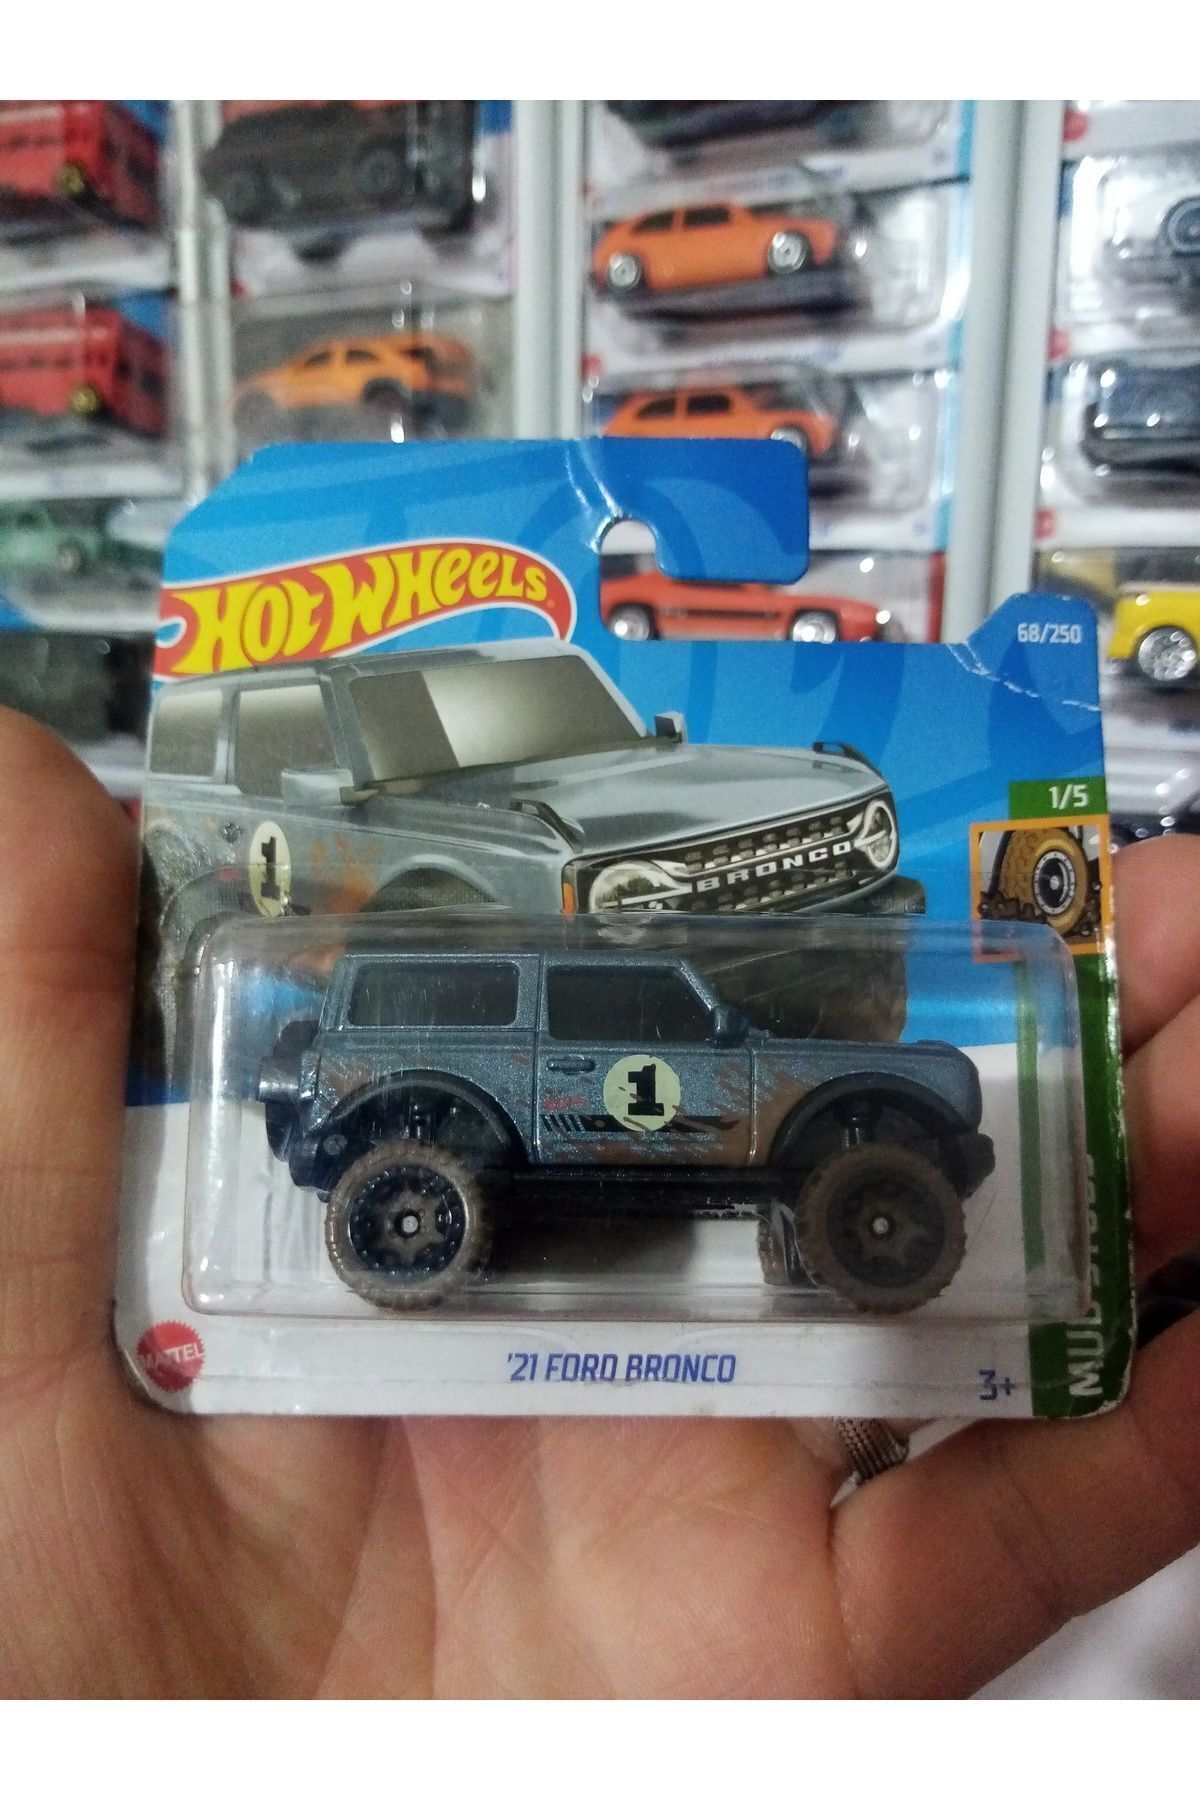 HOT WHEELS
68/250
1/5
BRONCO
1
1
MATTEL
'21 FORD BRONCO
3+